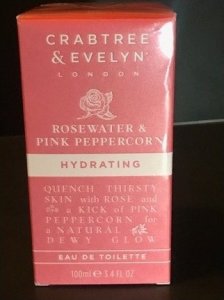 CRABTREE
& EVELYN®
LONDON
ROSEWATER &
PINK PEPPERCORN
HYDRATING
QUENCH THIRSTY
SKIN with ROSE and
a KICK of PINK
PEPPERCORN for
a NATURAL
DEWY GLOW
EAU DE TOILETTE
100ml ℮ 3.4 FL OZ